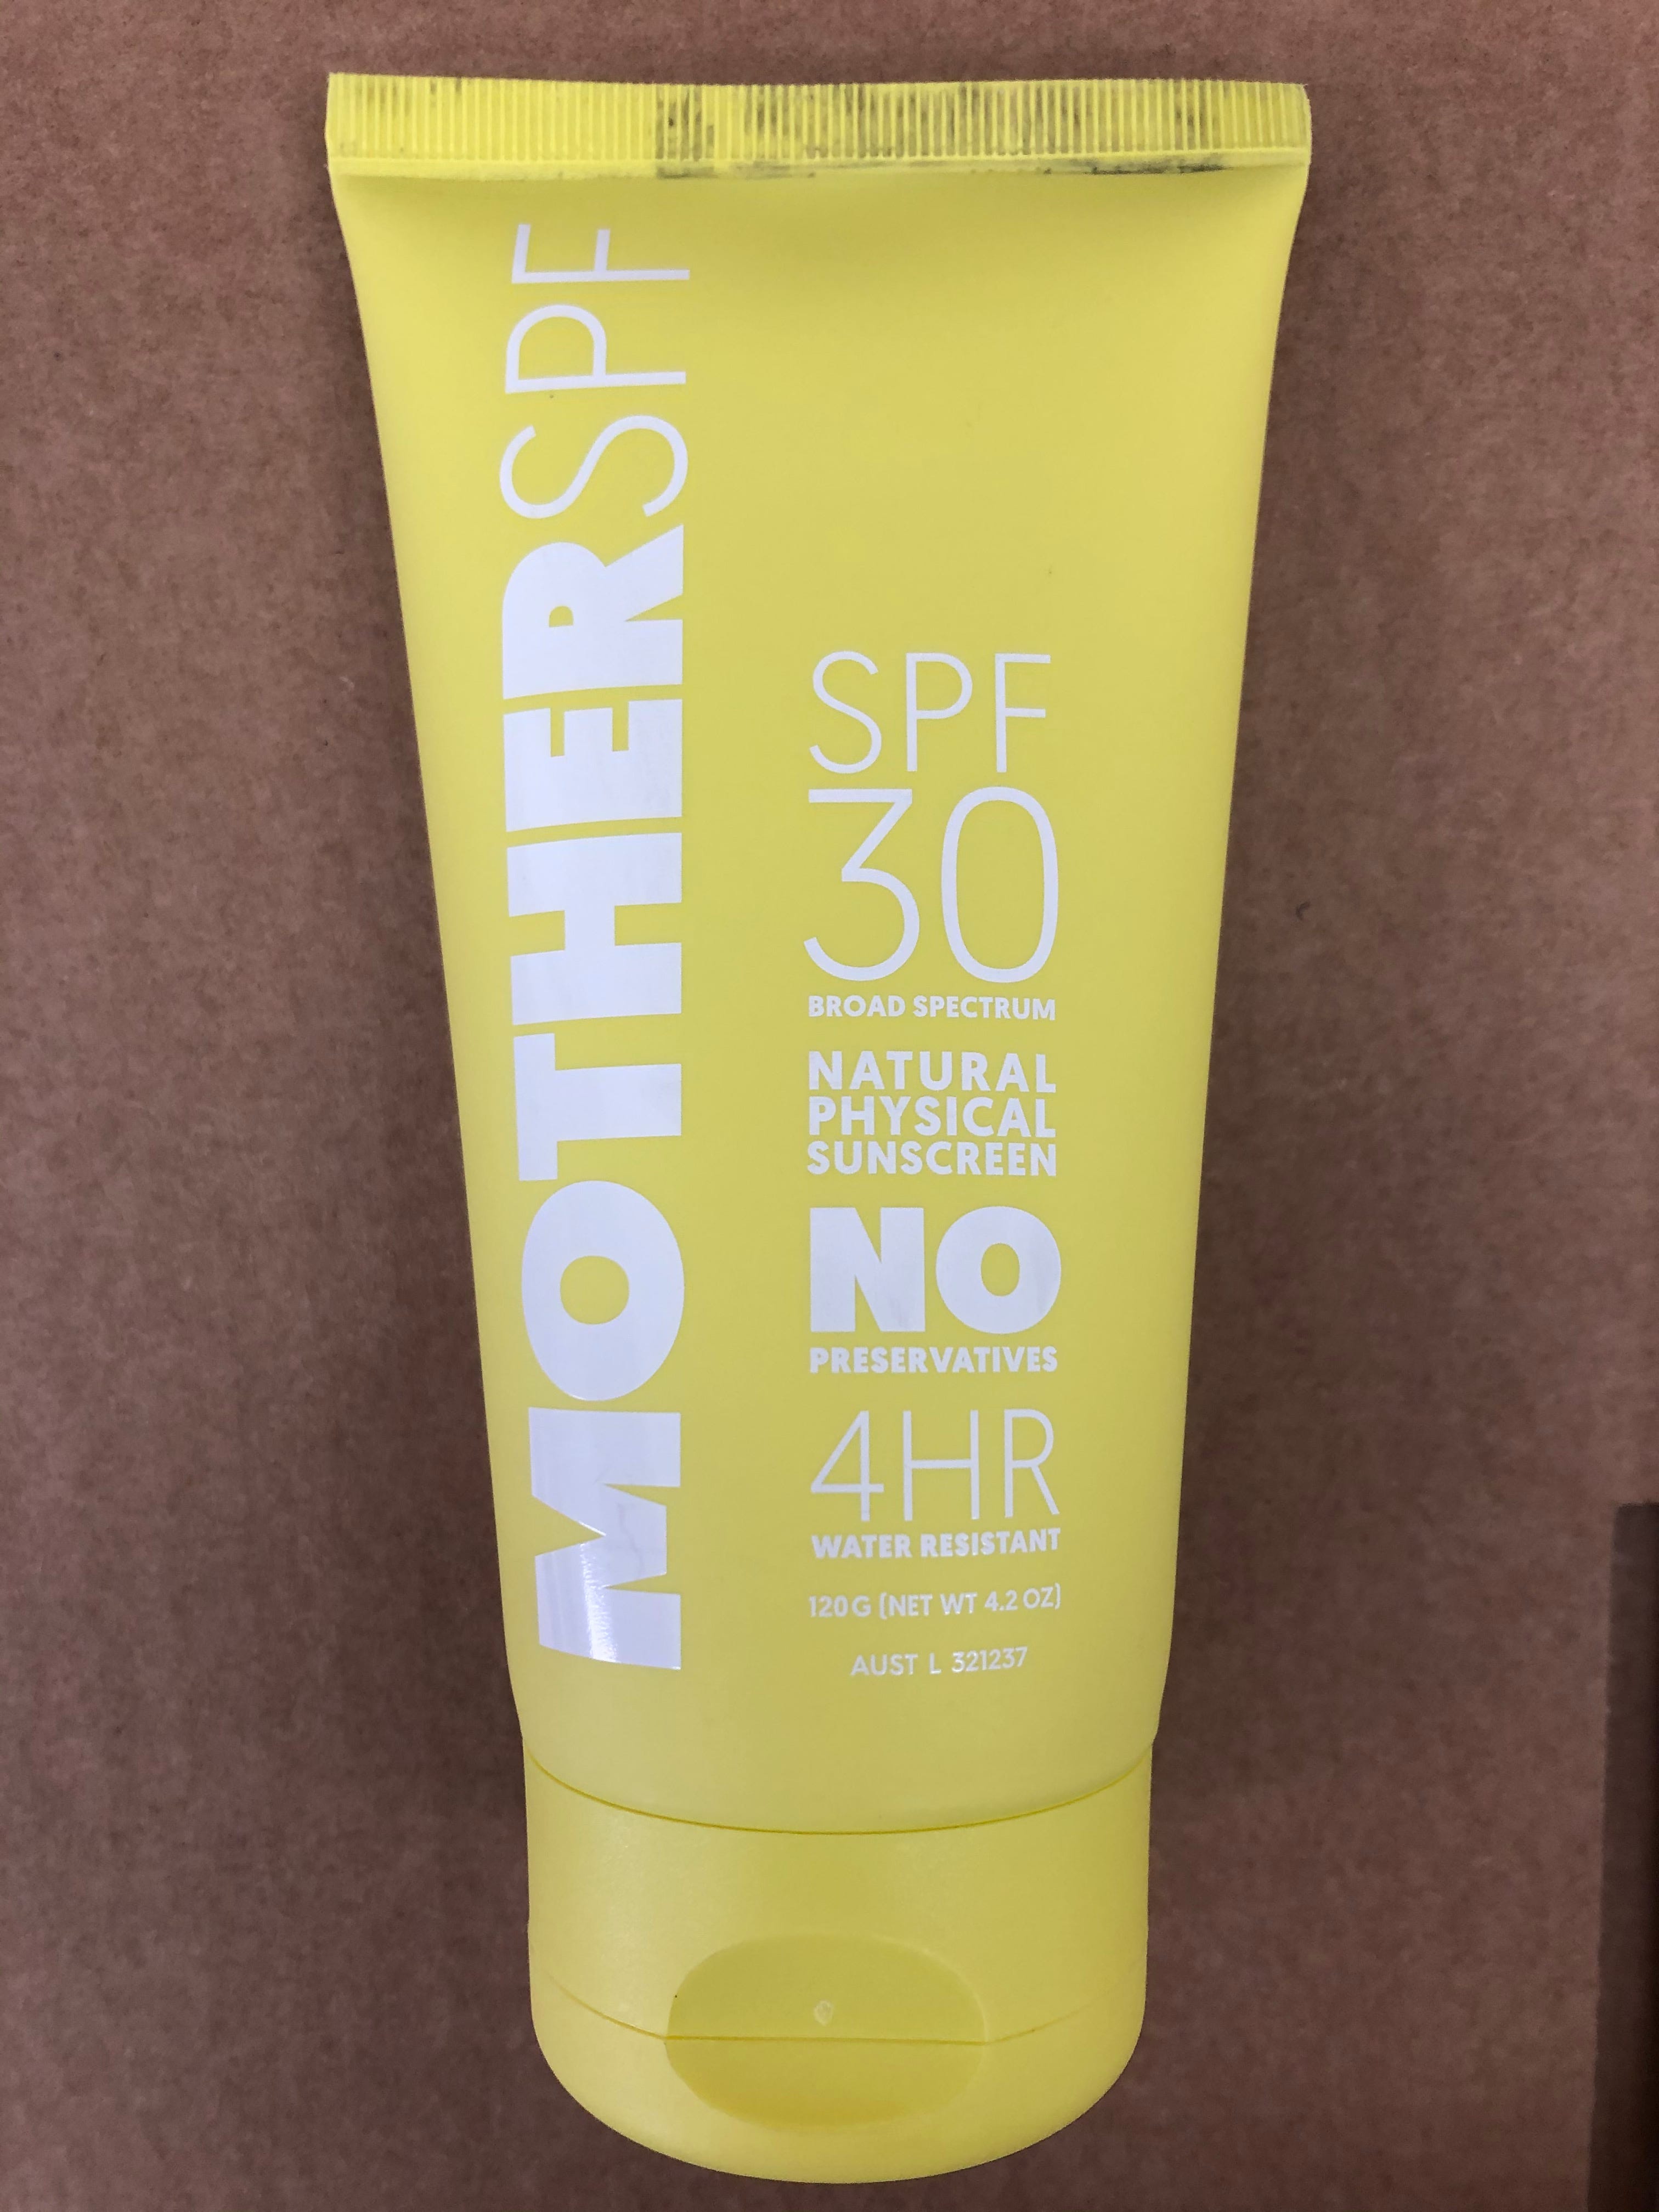 MOTHERSPF
SPF
30
BROAD SPECTRUM
NATURAL
PHYSICAL
SUNSCREEN
NO
PRESERVATIVES
4HR
WATER RESISTANT
120G (NET WT 4.2 OZ)
AUST L 321237